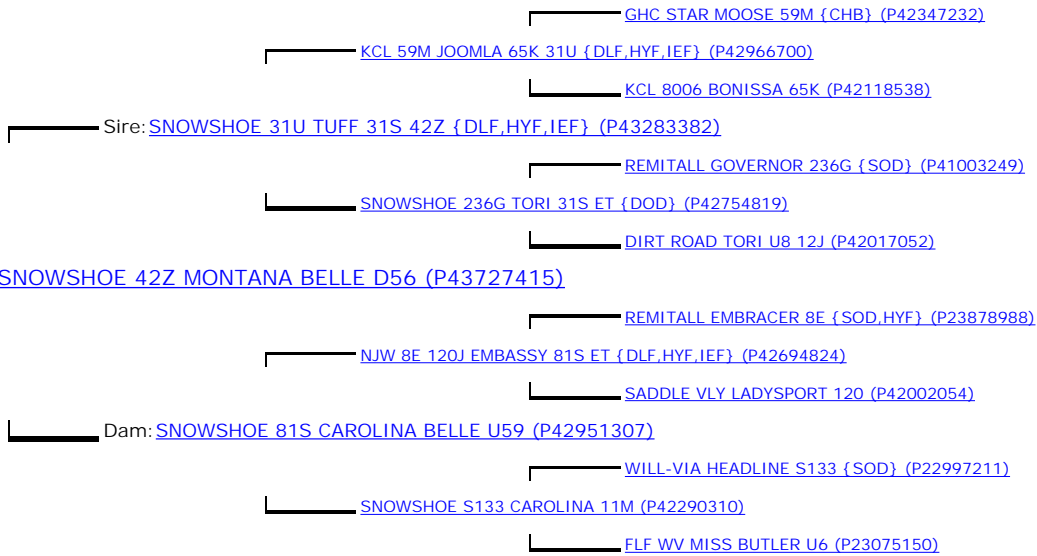 GHC STAR MOOSE 59M {CHB} (P42347232)
KCL 59M JOOMLA 65K 31U {DLF,HYF,IEF} (P42966700)
KCL 8006 BONISSA 65K (P42118538)
Sire: SNOWSHOE 31U TUFF 31S 42Z {DLF,HYF,IEF} (P43283382)
REMITALL GOVERNOR 236G {SOD} (P41003249)
SNOWSHOE 236G TORI 31S ET {DOD} (P42754819)
DIRT ROAD TORI U8 12J (P42017052)
SNOWSHOE 42Z MONTANA BELLE D56 (P43727415)
REMITALL EMBRACER 8E {SOD,HYF} (P23878988)
NJW 8E 120J EMBASSY 81S ET {DLF,HYF,IEF} (P42694824)
SADDLE VLY LADYSPORT 120 (P42002054)
Dam: SNOWSHOE 81S CAROLINA BELLE U59 (P42951307)
WILL-VIA HEADLINE S133 {SOD} (P22997211)
SNOWSHOE S133 CAROLINA 11M (P42290310)
FLF WV MISS BUTLER U6 (P23075150)